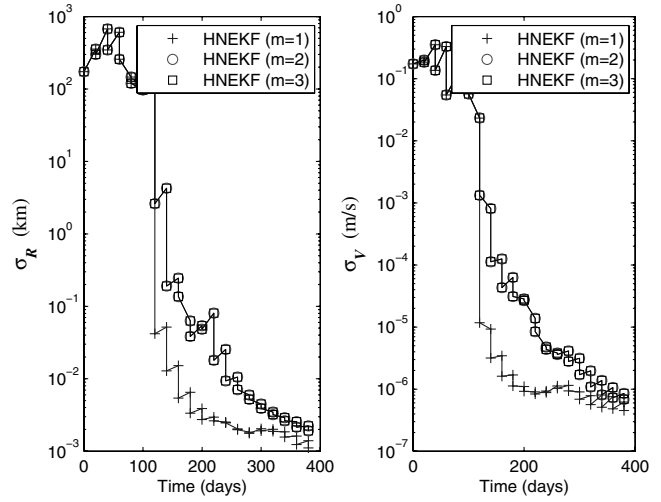 10^3
10^2
10^1
10^0
10^-1
10^-2
10^-3
0
100
200
300
400
Time (days)
σ_R (km)
HNEKF (m=1)
HNEKF (m=2)
HNEKF (m=3)
10^0
10^-1
10^-2
10^-3
10^-4
10^-5
10^-6
10^-7
0
200
400
Time (days)
σ_V (m/s)
HNEKF (m=1)
HNEKF (m=2)
HNEKF (m=3)